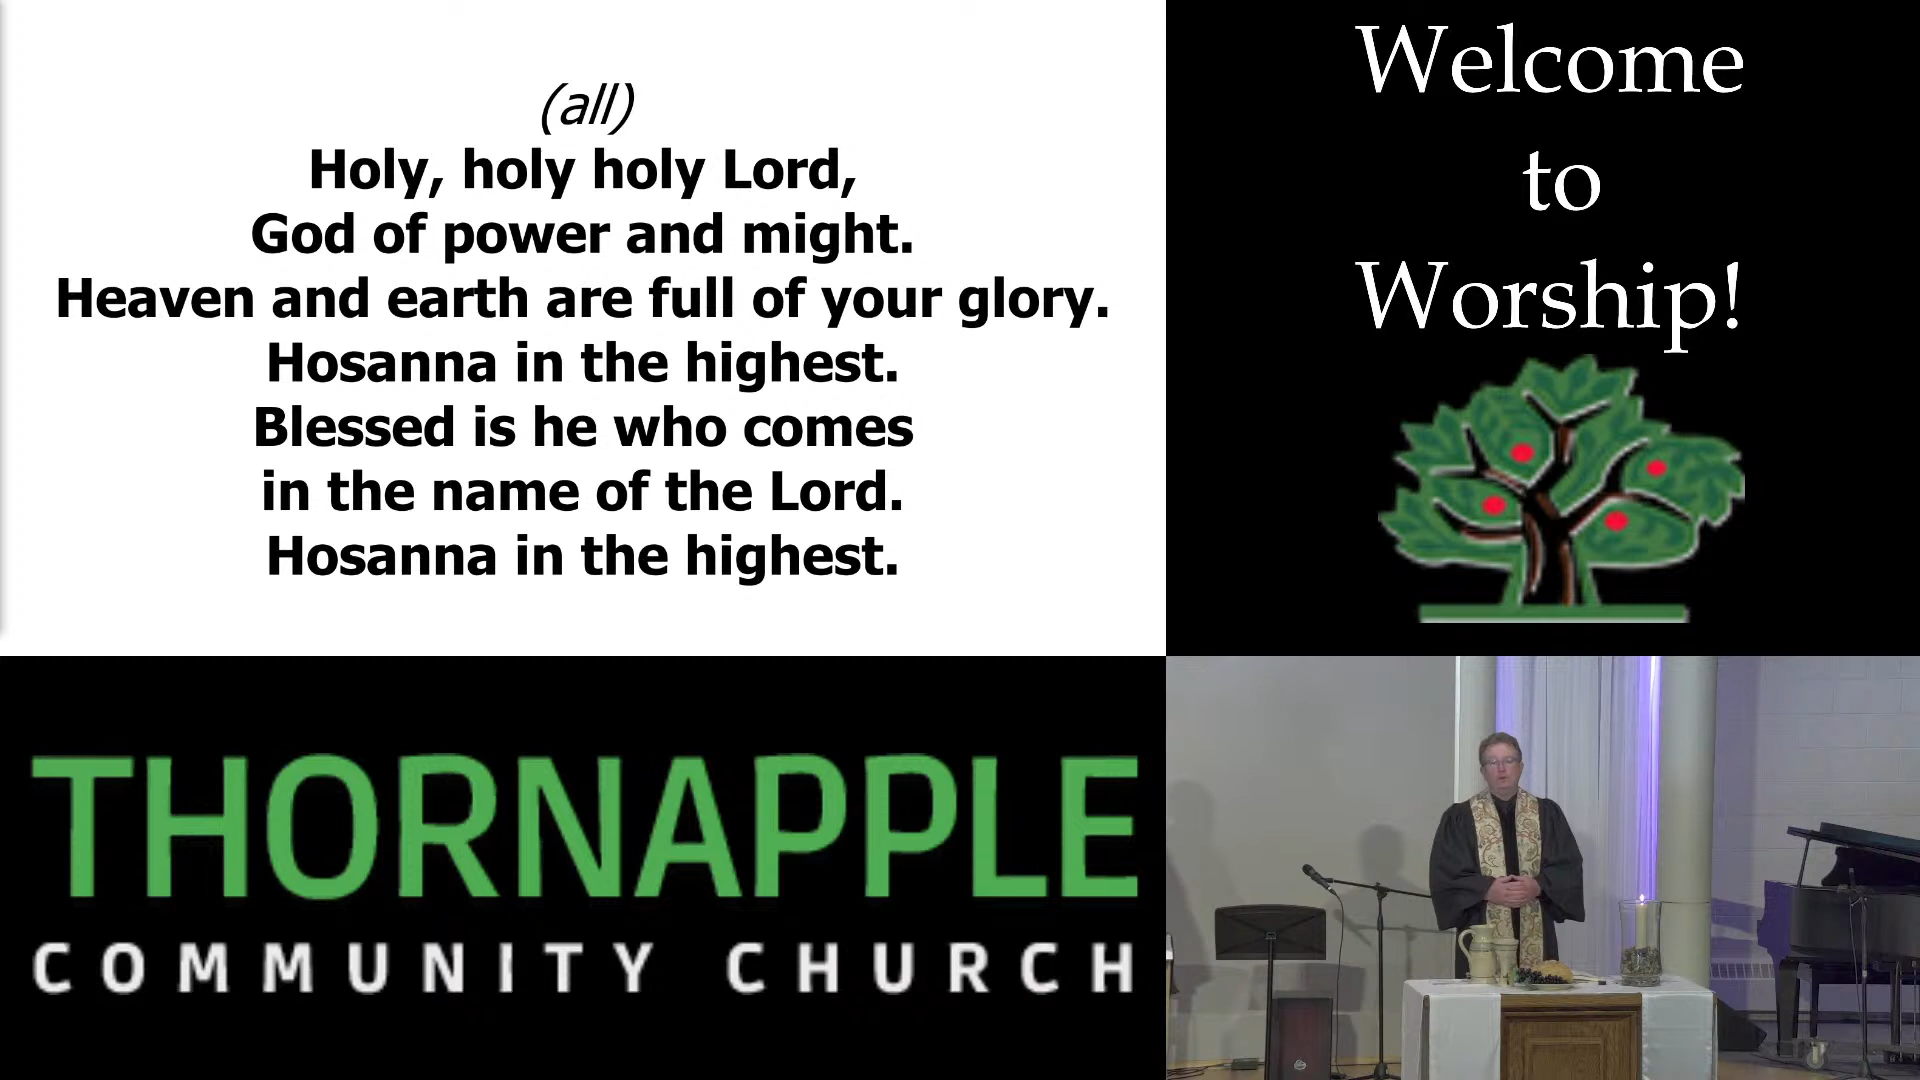 (all)
Holy, holy holy Lord,
God of power and might.
Heaven and earth are full of your glory.
Hosanna in the highest.
Blessed is he who comes
in the name of the Lord.
Hosanna in the highest.
Welcome
to
Worship!
THORNAPPLE
COMMUNITY CHURCH